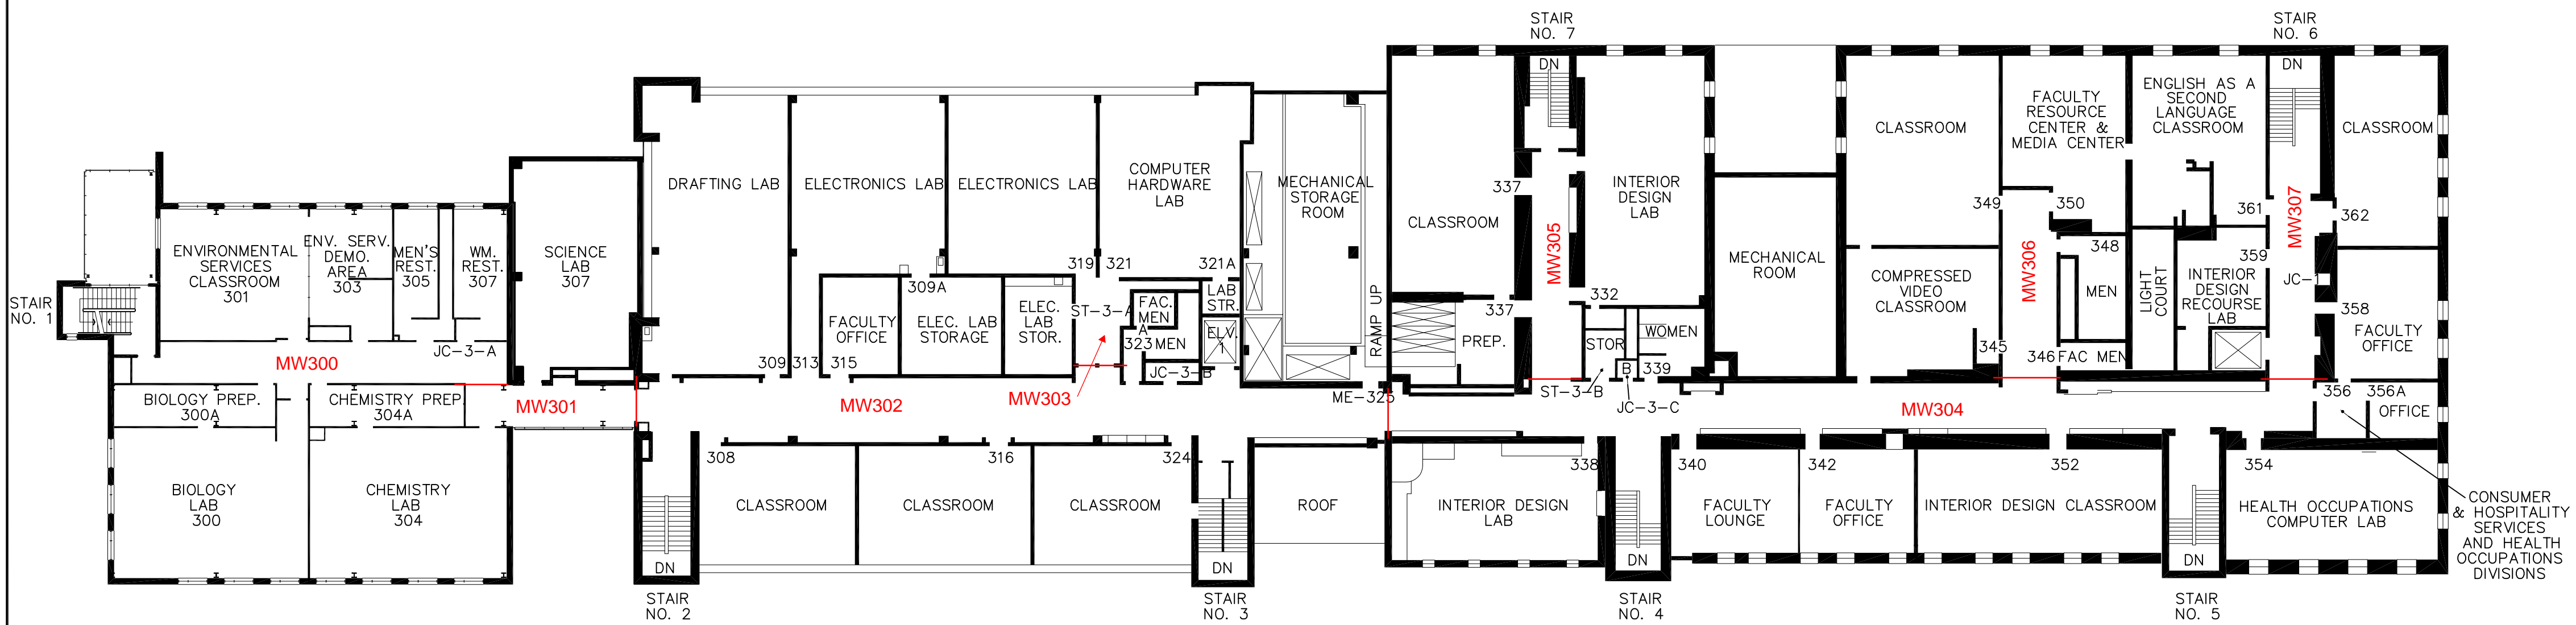 STAIR
NO. 7
STAIR
NO. 6
DN
DN
ENVIRONMENTAL
SERVICES
CLASSROOM
301
ENV. SERV.
DEMO.
AREA
303
MEN'S
REST.
305
WM.
REST.
307
SCIENCE
LAB
307
STAIR
NO. 1
JC-3-A
MW300
BIOLOGY PREP.
300A
CHEMISTRY PREP.
304A
MW301
BIOLOGY
LAB
300
CHEMISTRY
LAB
304
DRAFTING LAB
ELECTRONICS LAB
ELECTRONICS LAB
COMPUTER
HARDWARE
LAB
319
321
321A
309A
LAB
STR.
FACULTY
OFFICE
ELEC. LAB
STORAGE
ELEC.
LAB
STOR.
ST-3-A
FAC.
MEN
A
323
MEN
ELV.
1
JC-3-B
309
313
315
MW302
MW303
MECHANICAL
STORAGE
ROOM
RAMP UP
ME-325
308
316
324
CLASSROOM
CLASSROOM
CLASSROOM
ROOF
DN
DN
STAIR
NO. 2
STAIR
NO. 3
CLASSROOM
337
MW305
INTERIOR
DESIGN
LAB
337
PREP.
332
STOR
WOMEN
B
339
ST-3-B
JC-3-C
MECHANICAL
ROOM
CLASSROOM
349
COMPRESSED
VIDEO
CLASSROOM
345
FACULTY
RESOURCE
CENTER &
MEDIA CENTER
350
MW306
348
MEN
346
FAC MEN
ENGLISH AS A
SECOND
LANGUAGE
CLASSROOM
361
LIGHT
COURT
359
INTERIOR
DESIGN
RECOURSE
LAB
MW307
JC-1
CLASSROOM
362
358
FACULTY
OFFICE
356
356A
OFFICE
MW304
338
INTERIOR DESIGN
LAB
DN
STAIR
NO. 4
340
FACULTY
LOUNGE
342
FACULTY
OFFICE
352
INTERIOR DESIGN CLASSROOM
DN
STAIR
NO. 5
354
HEALTH OCCUPATIONS
COMPUTER LAB
CONSUMER
& HOSPITALITY
SERVICES
AND HEALTH
OCCUPATIONS
DIVISIONS